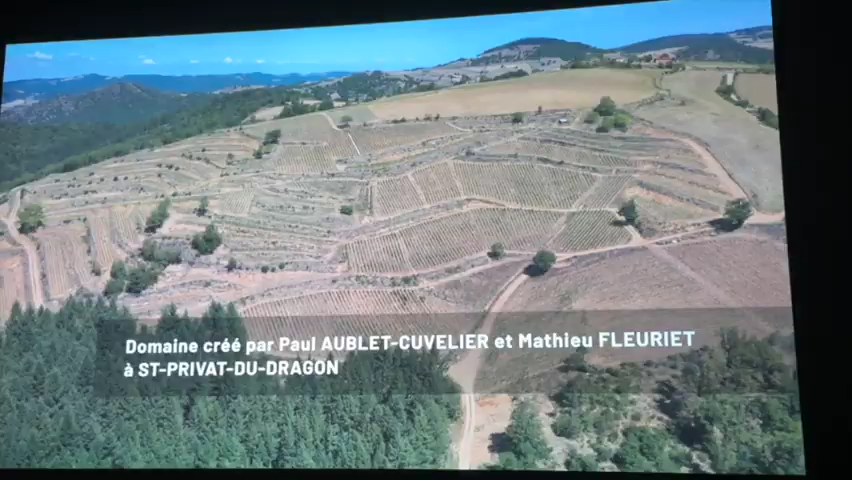 Domaine créé par Paul AUBLET-CUVELIER et Mathieu FLEURIET
à ST-PRIVAT-DU-DRAGON